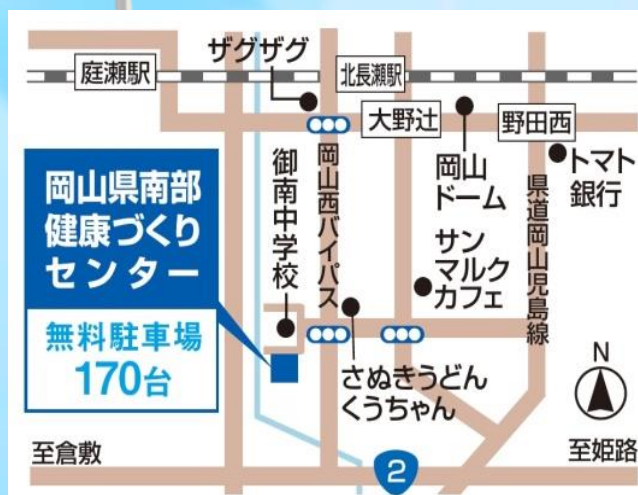 ザグザグ
庭瀬駅
北長瀬駅
大野辻
野田西
岡山県南部
健康づくり
センター
無料駐車場
170台
御南中学校
岡山西バイパス
岡山
ドーム
トマト
銀行
県道岡山児島線
サン
マルク
カフェ
さぬきうどん
くうちゃん
N
至倉敷
2
至姫路